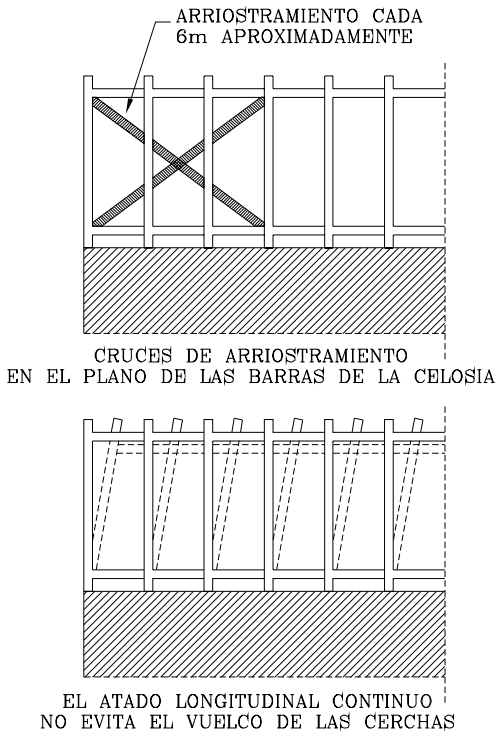 ARRIOSTRAMIENTO CADA
6m APROXIMADAMENTE
CRUCES DE ARRIOSTRAMIENTO
EN EL PLANO DE LAS BARRAS DE LA CELOSIA
EL ATADO LONGITUDINAL CONTINUO
NO EVITA EL VUELCO DE LAS CERCHAS